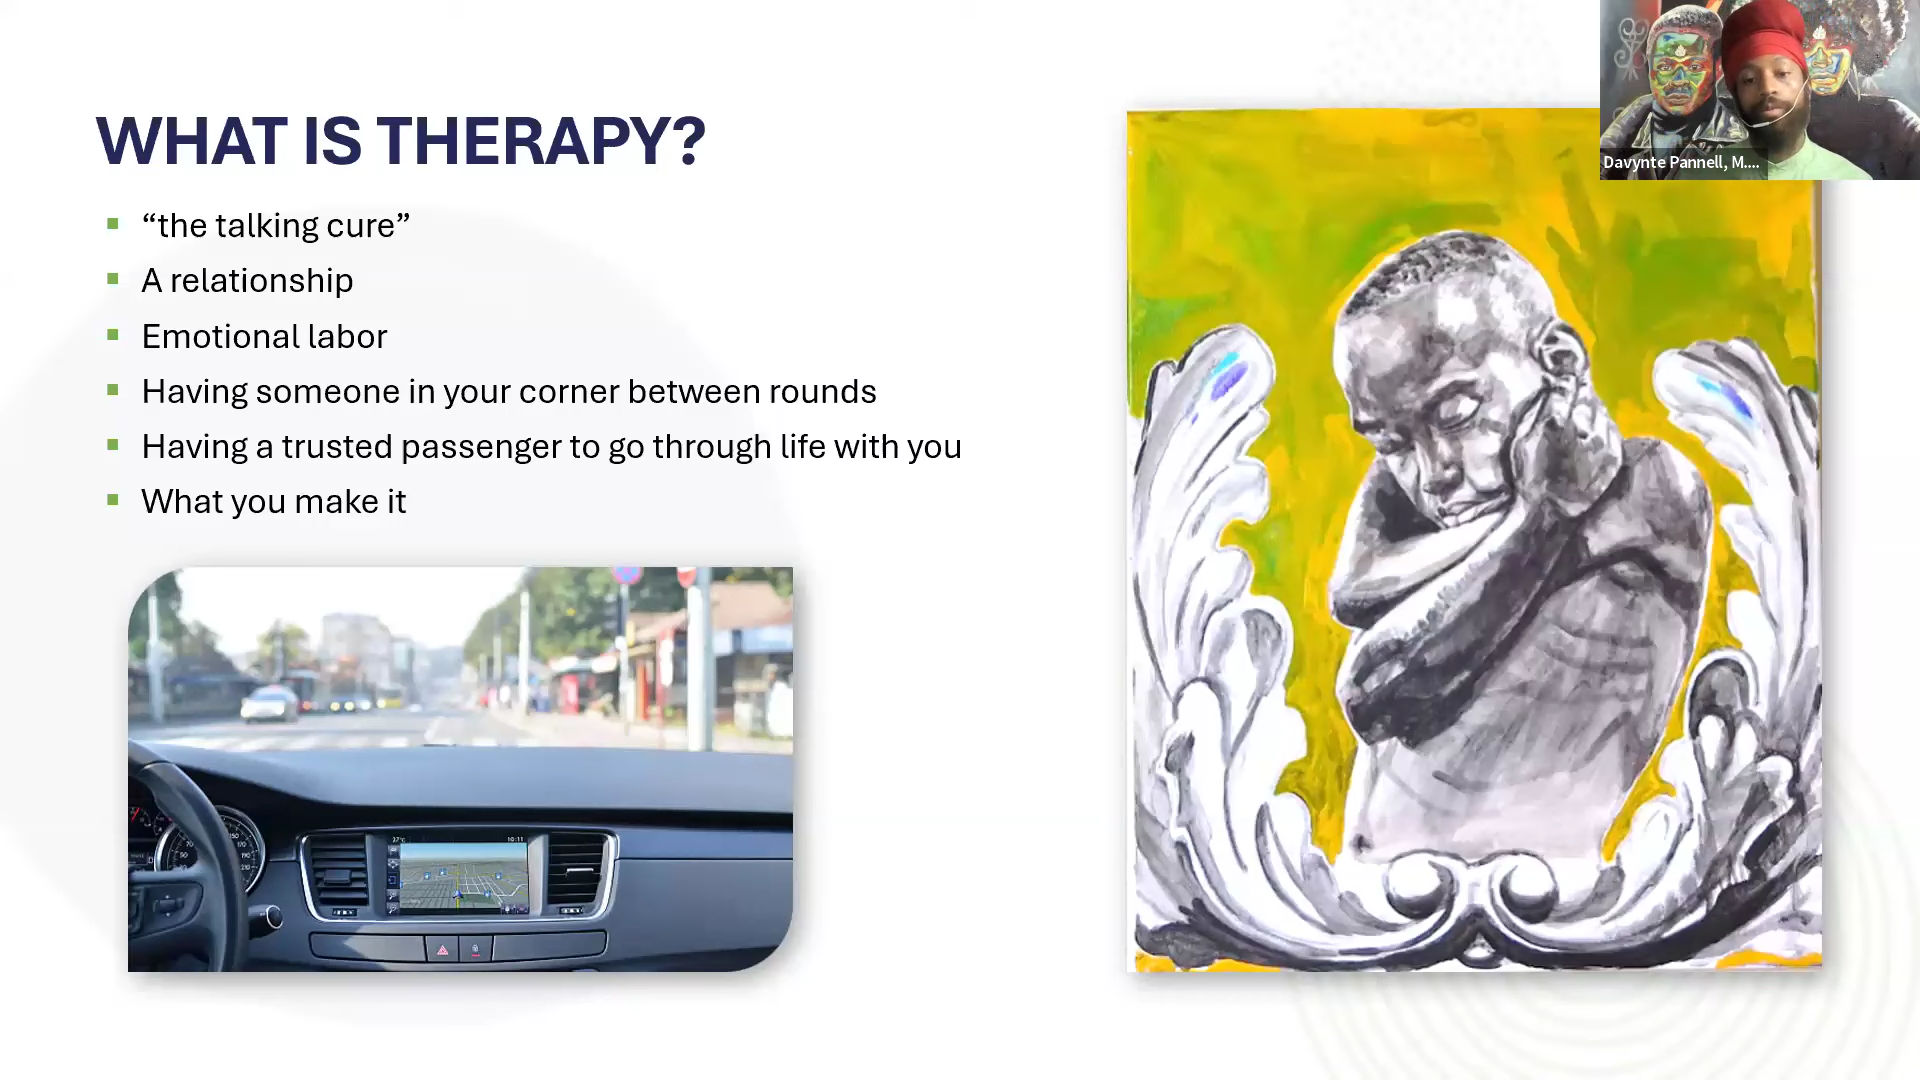 WHAT IS THERAPY?
“the talking cure”
A relationship
Emotional labor
Having someone in your corner between rounds
Having a trusted passenger to go through life with you
What you make it
Davynte Pannell, M....